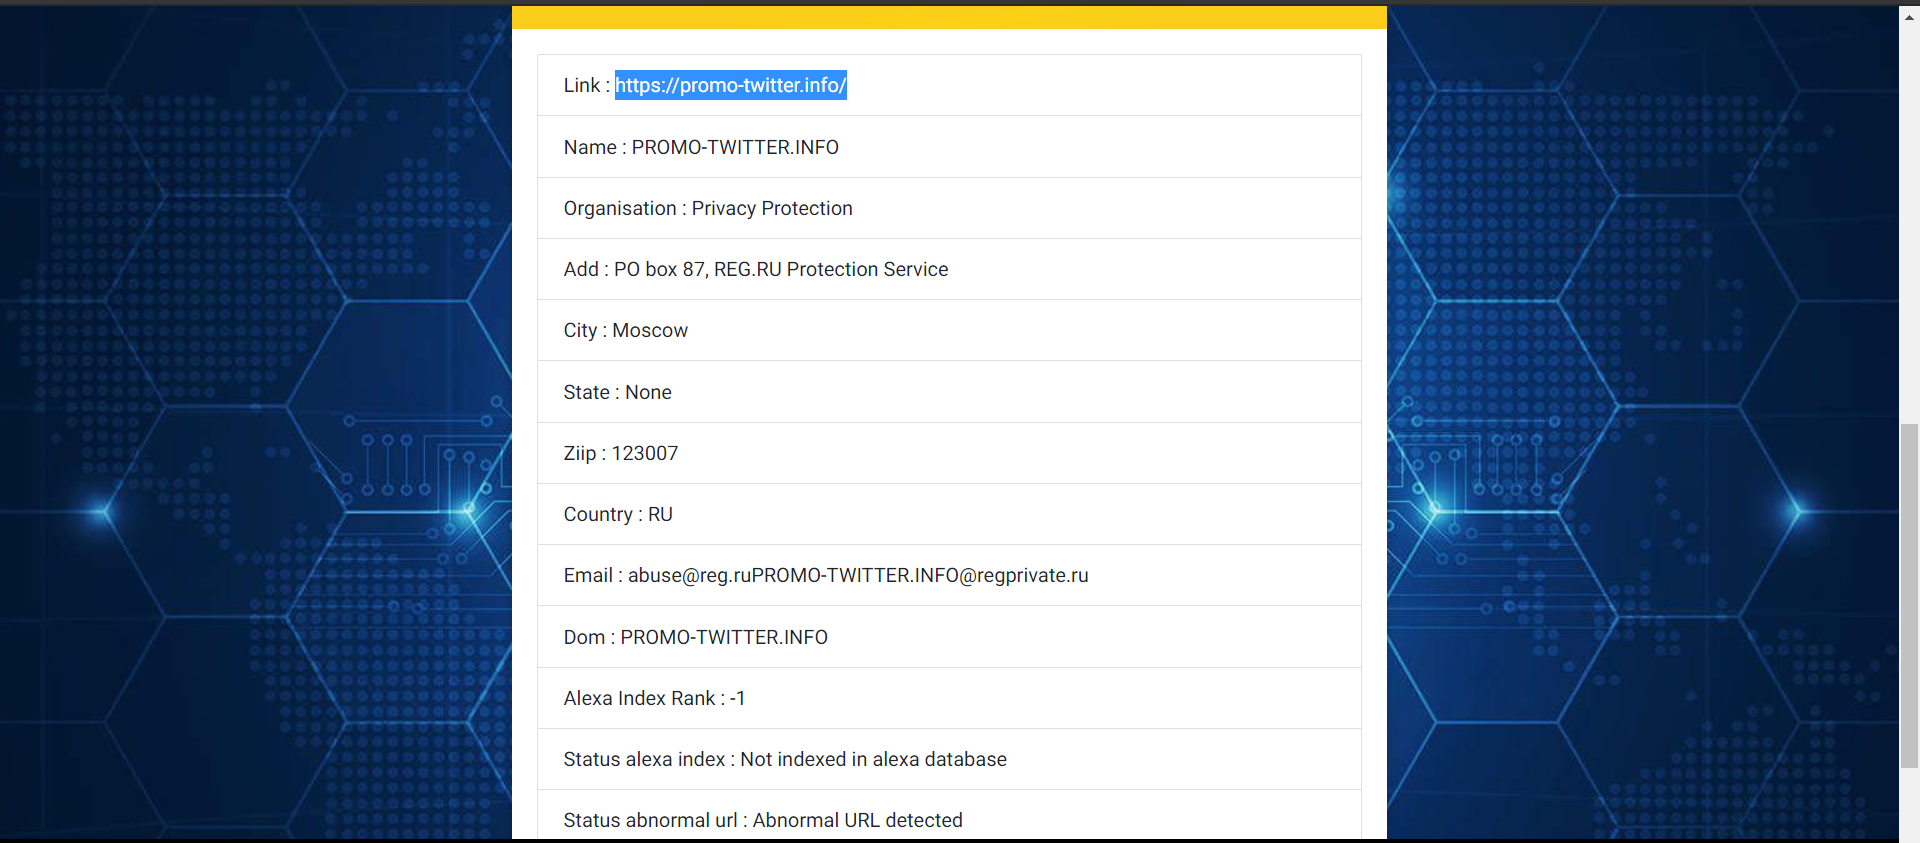 Link : https://promo-twitter.info/
Name : PROMO-TWITTER.INFO
Organisation : Privacy Protection
Add : PO box 87, REG.RU Protection Service
City : Moscow
State : None
Ziip : 123007
Country : RU
Email : abuse@reg.ruPROMO-TWITTER.INFO@regprivate.ru
Dom : PROMO-TWITTER.INFO
Alexa Index Rank : -1
Status alexa index : Not indexed in alexa database
Status abnormal url : Abnormal URL detected